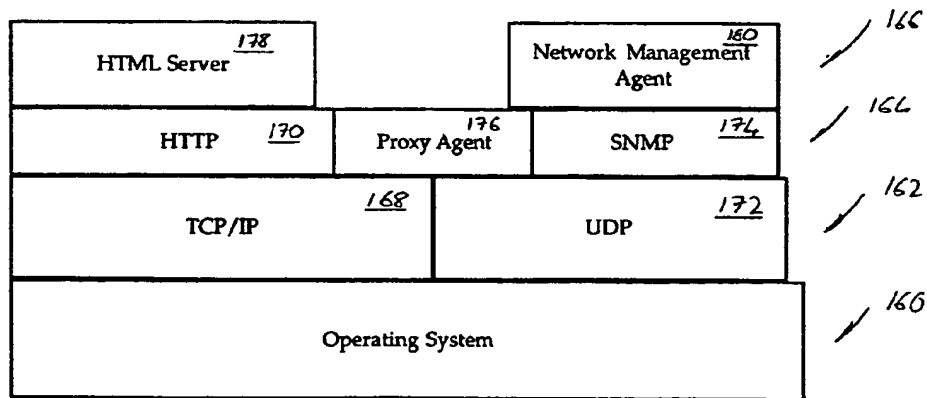 178
HTML Server
180
Network Management
Agent
166
HTTP 170
Proxy Agent 176
SNMP 174
164
168
TCP/IP
172
UDP
162
160
Operating System